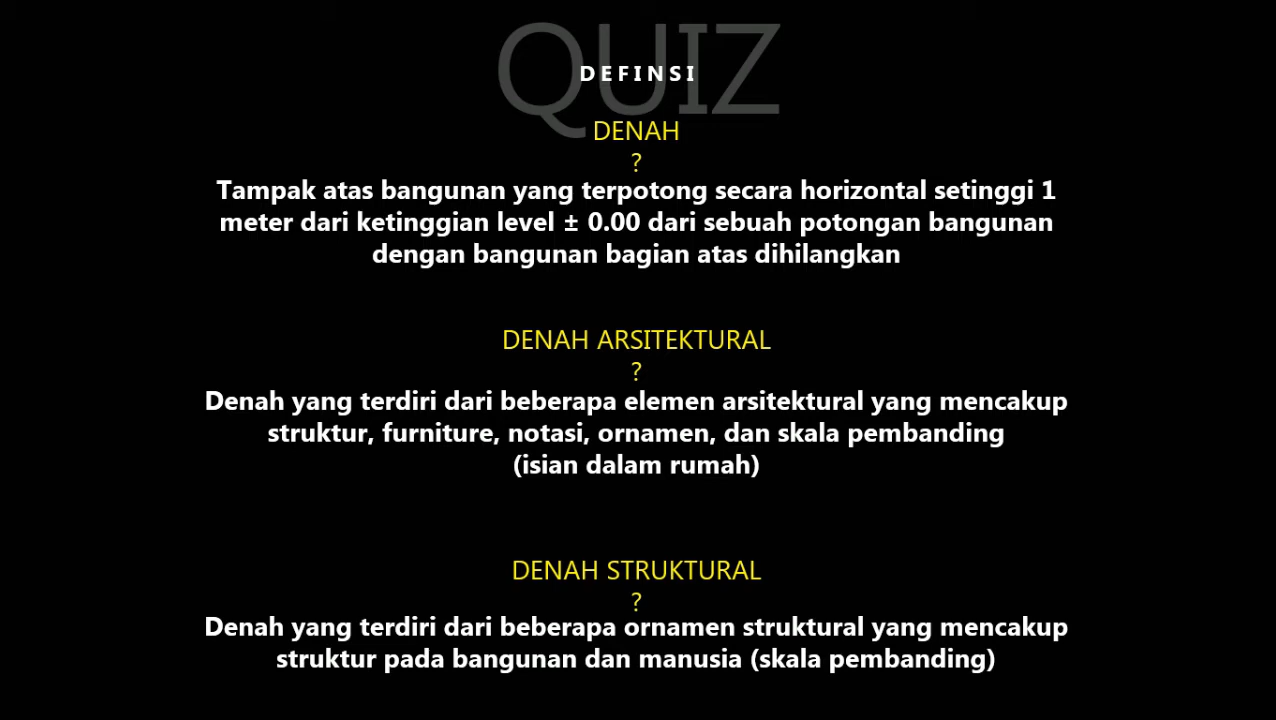 QUIZ
DEFINSI
DENAH
?
Tampak atas bangunan yang terpotong secara horizontal setinggi 1
meter dari ketinggian level ± 0.00 dari sebuah potongan bangunan
dengan bangunan bagian atas dihilangkan
DENAH ARSITEKTURAL
?
Denah yang terdiri dari beberapa elemen arsitektural yang mencakup
struktur, furniture, notasi, ornamen, dan skala pembanding
(isian dalam rumah)
DENAH STRUKTURAL
?
Denah yang terdiri dari beberapa ornamen struktural yang mencakup
struktur pada bangunan dan manusia (skala pembanding)